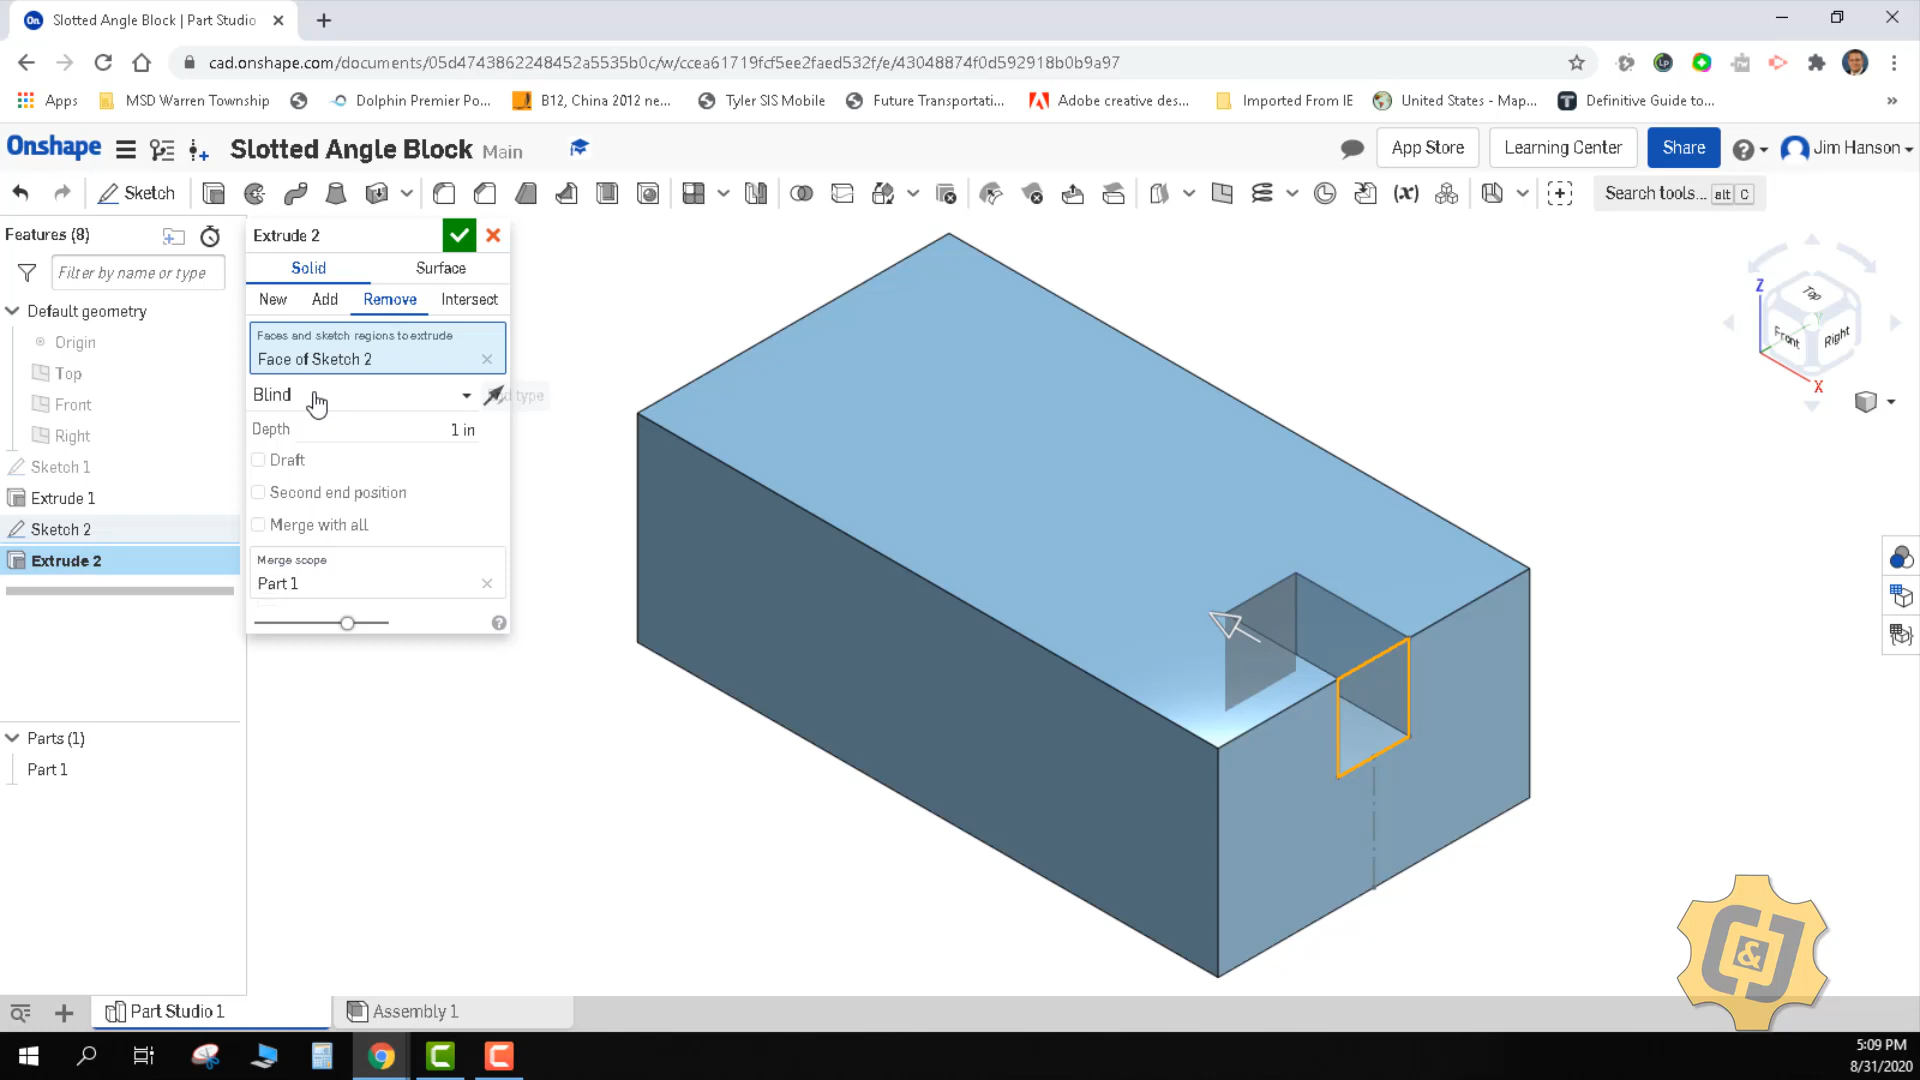 On Slotted Angle Block | Part Studio
cad.onshape.com/documents/05d4743862248452a5535b0c/w/ccea61719fcf5ee2faed532f/e/43048874f0d592918b0b9a97
Apps MSD Warren Township Dolphin Premier Po... B12, China 2012 ne... Tyler SIS Mobile Future Transportati... Adobe creative des... Imported From IE United States - Map... Definitive Guide to... »
Onshape Slotted Angle Block Main App Store Learning Center Share Jim Hanson
Sketch (x) Search tools... alt C
Features (8)
Filter by name or type
Default geometry
Origin
Top
Front
Right
Sketch 1
Extrude 1
Sketch 2
Extrude 2
Parts (1)
Part 1
Extrude 2
Solid Surface
New Add Remove Intersect
Faces and sketch regions to extrude
Face of Sketch 2
Blind type
Depth 1 in
Draft
Second end position
Merge with all
Merge scope
Part 1
Z
Top
Front Right
X
C&J
Part Studio 1 Assembly 1
5:09 PM
8/31/2020